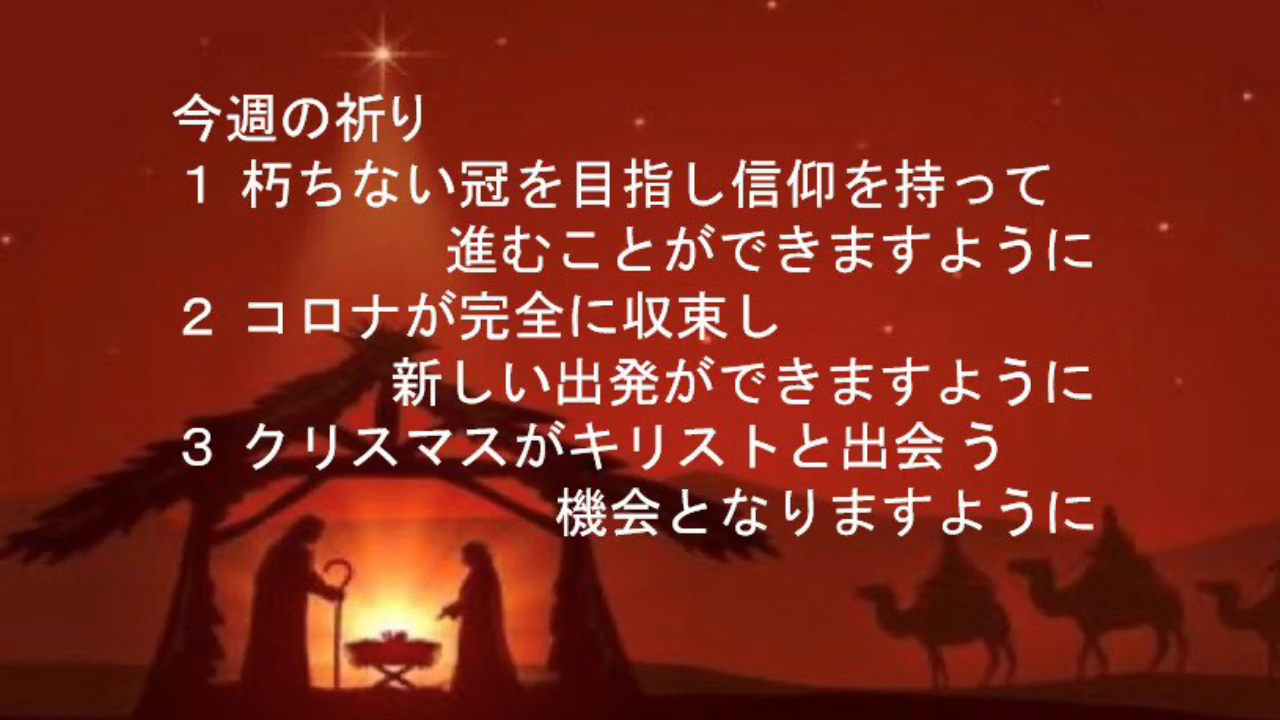 今週の祈り
１ 朽ちない冠を目指し信仰を持って
進むことができますように
２ コロナが完全に収束し
新しい出発ができますように
３ クリスマスがキリストと出会う
機会となりますように